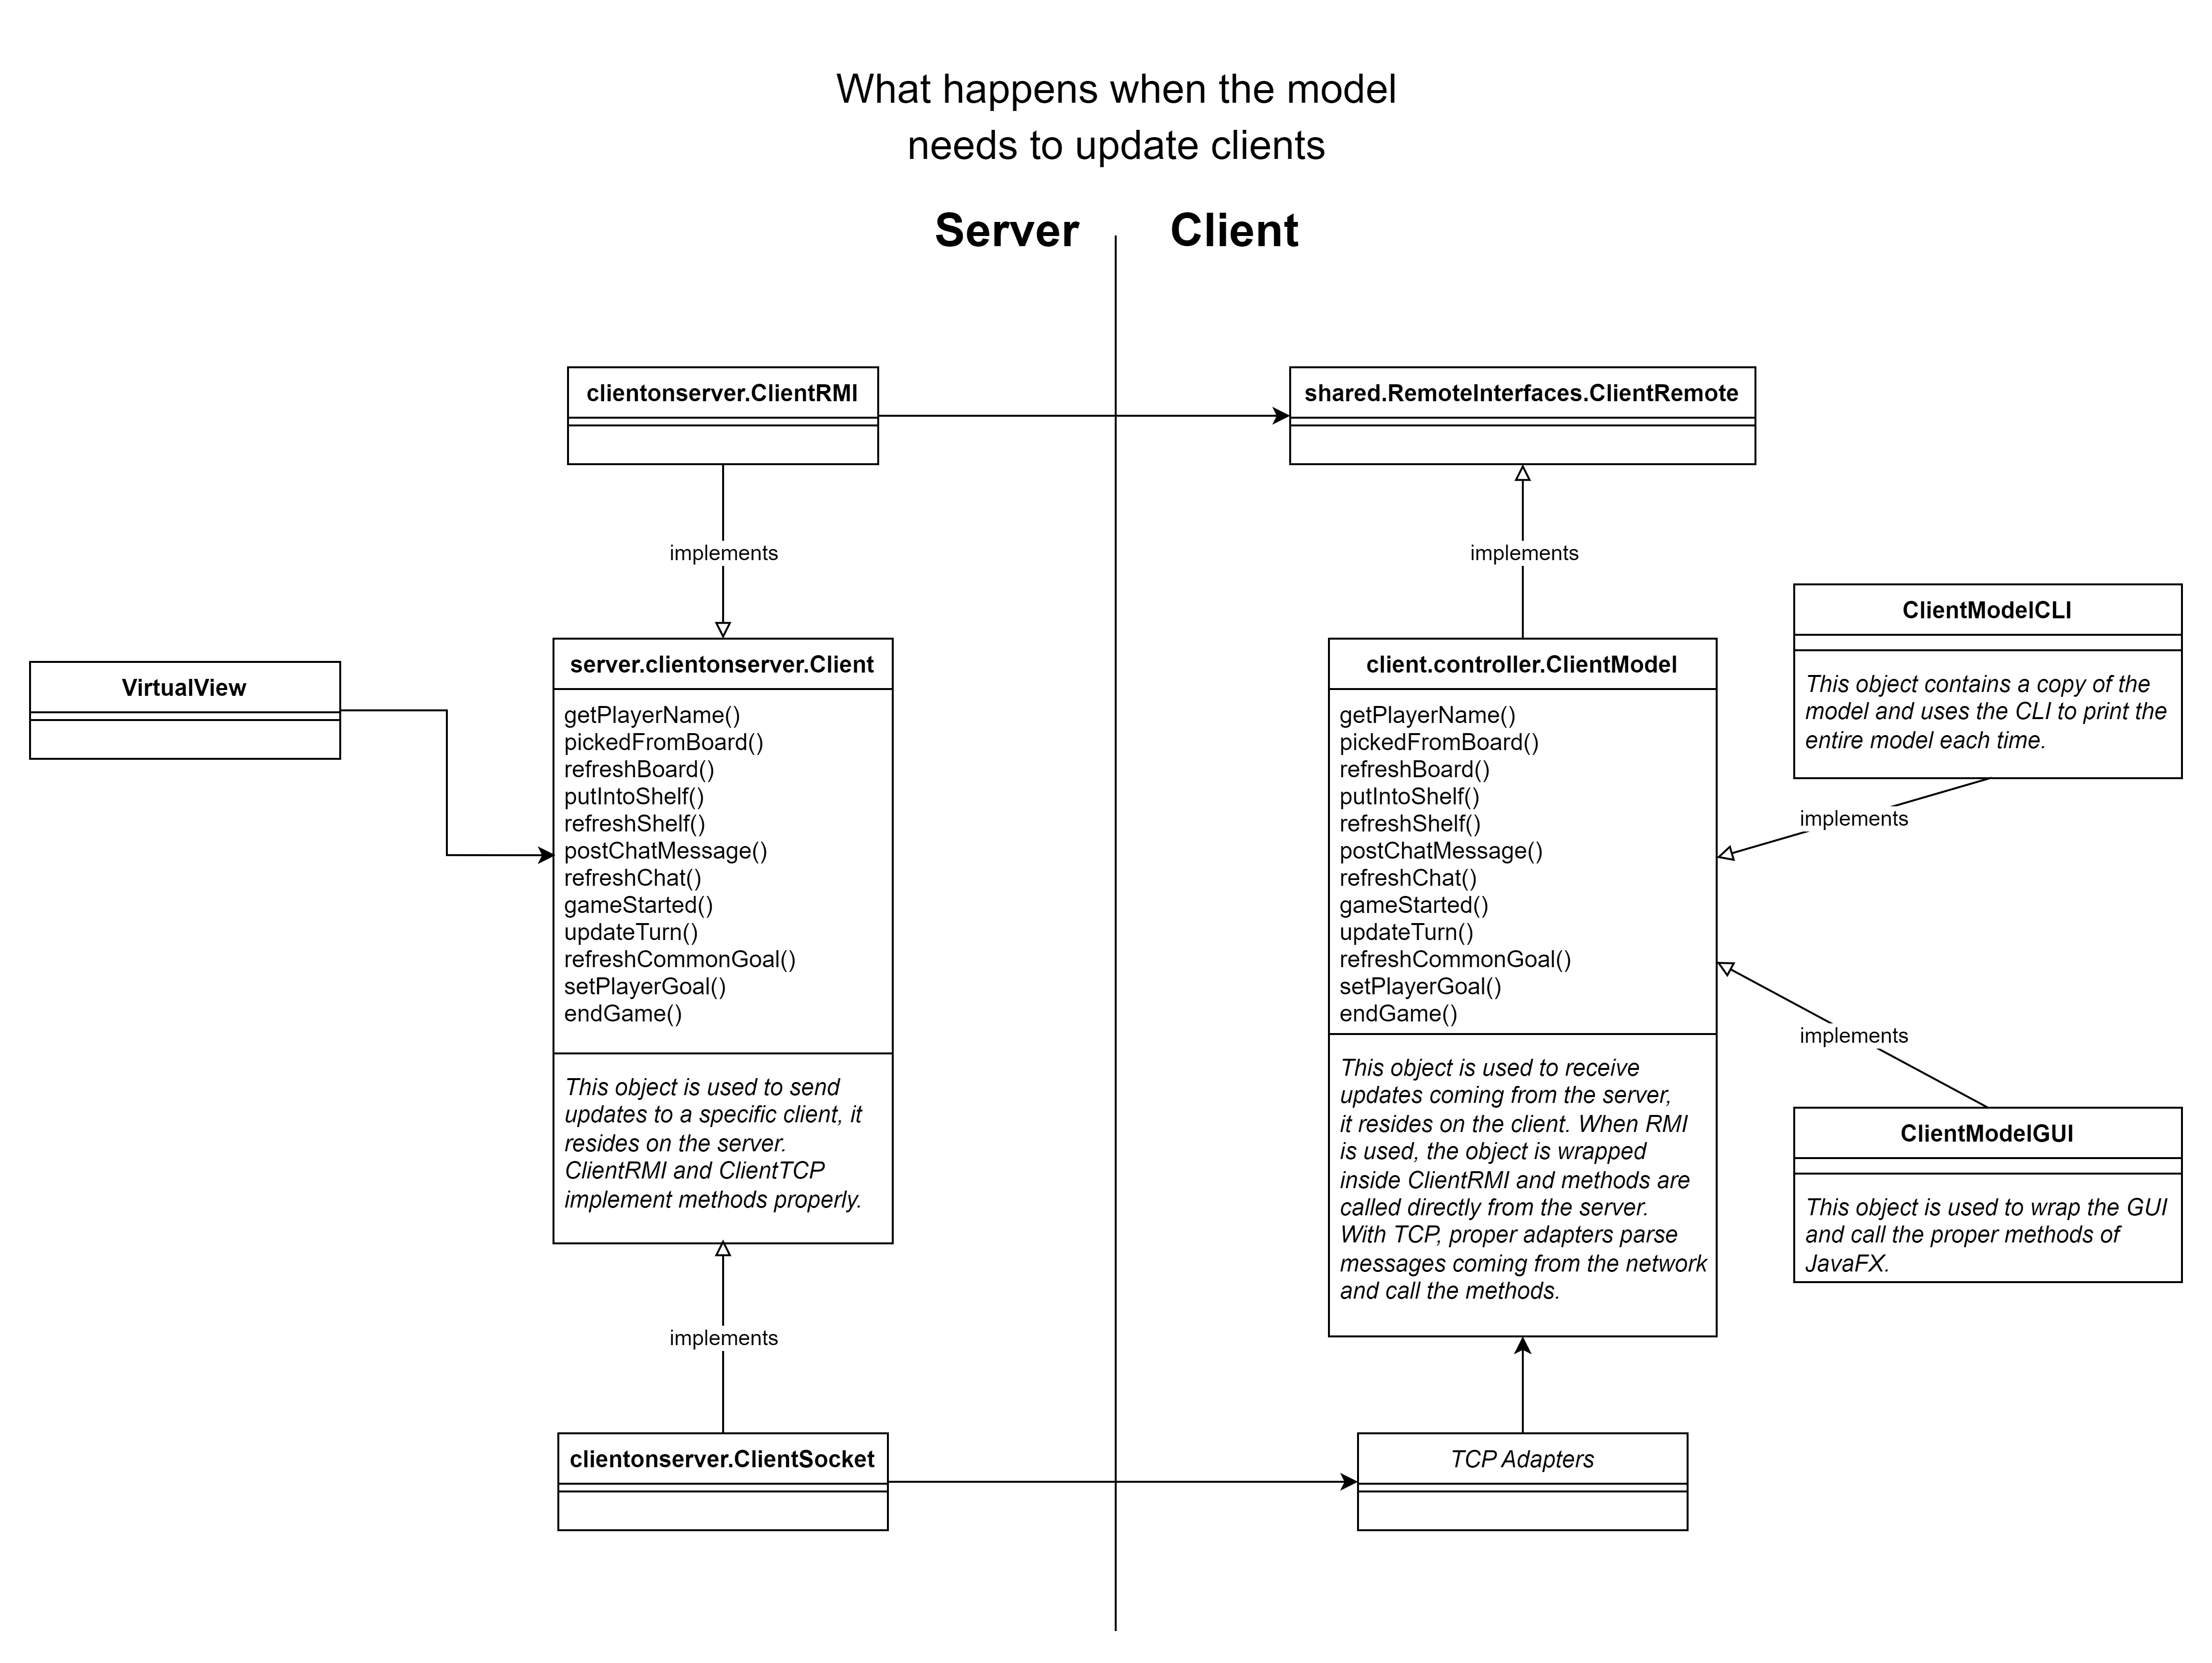 What happens when the model
needs to update clients
Server
Client
clientonserver.ClientRMI
shared.RemoteInterfaces.ClientRemote
implements
implements
VirtualView
server.clientonserver.Client
getPlayerName()
pickedFromBoard()
refreshBoard()
putIntoShelf()
refreshShelf()
postChatMessage()
refreshChat()
gameStarted()
updateTurn()
refreshCommonGoal()
setPlayerGoal()
endGame()
This object is used to send
updates to a specific client, it
resides on the server.
ClientRMI and ClientTCP
implement methods properly.
client.controller.ClientModel
getPlayerName()
pickedFromBoard()
refreshBoard()
putIntoShelf()
refreshShelf()
postChatMessage()
refreshChat()
gameStarted()
updateTurn()
refreshCommonGoal()
setPlayerGoal()
endGame()
This object is used to receive
updates coming from the server,
it resides on the client. When RMI
is used, the object is wrapped
inside ClientRMI and methods are
called directly from the server.
With TCP, proper adapters parse
messages coming from the network
and call the methods.
ClientModelCLI
This object contains a copy of the
model and uses the CLI to print the
entire model each time.
implements
implements
ClientModelGUI
This object is used to wrap the GUI
and call the proper methods of
JavaFX.
implements
clientonserver.ClientSocket
TCP Adapters